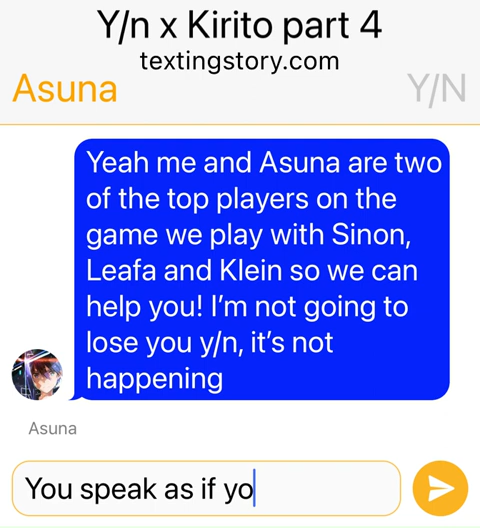 Y/n x Kirito part 4
textingstory.com
Asuna Y/N
Yeah me and Asuna are two
of the top players on the
game we play with Sinon,
Leafa and Klein so we can
help you! I’m not going to
lose you y/n, it’s not
happening
Asuna
You speak as if yo